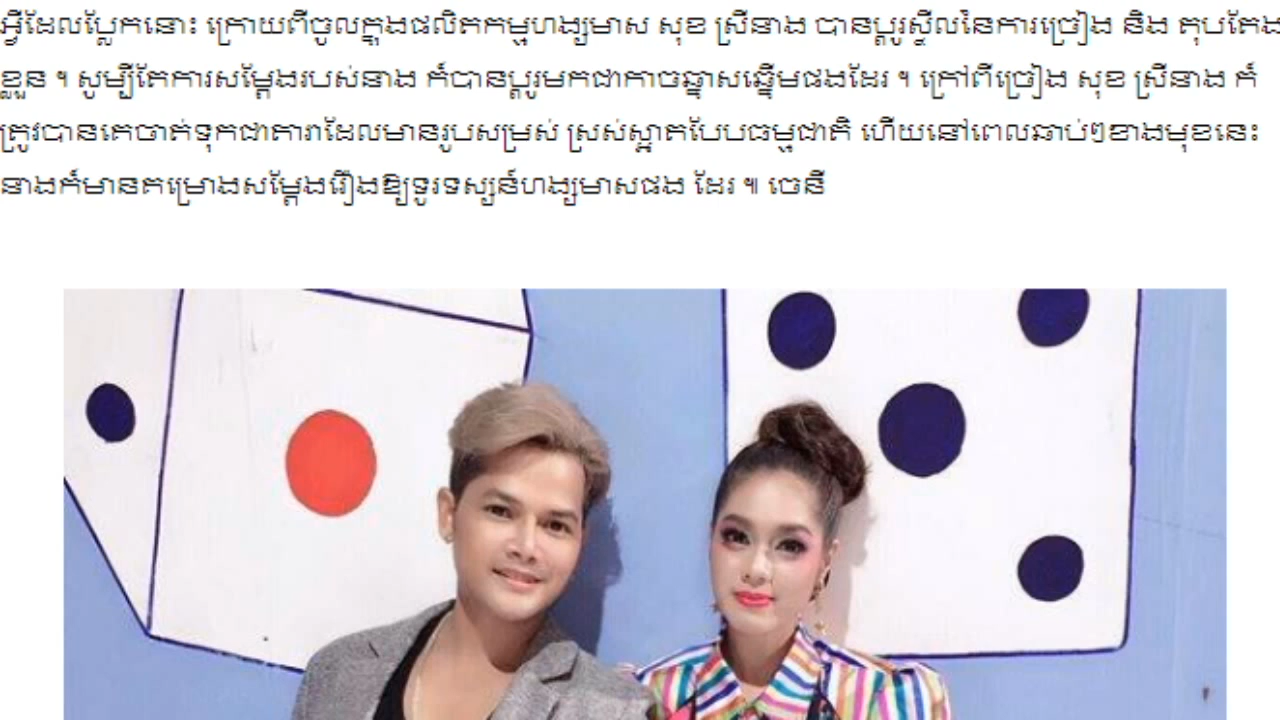 អ្វីដែលប្លែកនោះ ក្រោយពីចូលក្នុងផលិតកម្មហង្សមាស សុខ ស្រីនាង បានប្តូរស្ទីលនៃការច្រៀង និង តុបតែង
ខ្លួន ។ សូម្បីតែការសម្តែងរបស់នាង ក៏បានប្តូរមកជាកាចឆ្នាសឆ្នើមផងដែរ ។ ក្រៅពីច្រៀង សុខ ស្រីនាង ក៏
ត្រូវបានគេចាត់ទុកជាតារាដែលមានរូបសម្រស់ ស្រស់ស្អាតបែបធម្មជាតិ ហើយនៅពេលឆាប់ៗខាងមុខនេះ
នាងក៏មានគម្រោងសម្តែងរឿងឱ្យទូរទស្សន៍ហង្សមាសផង ដែរ ៕ ចេនី